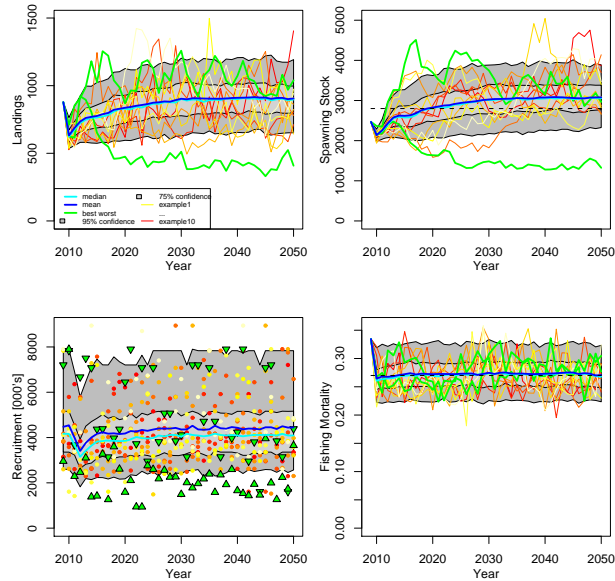 Landings
0
500
1000
1500
median
mean
best worst
95% confidence
75% confidence
example1
...
example10
2010
2020
2030
2040
2050
Year
Spawning Stock
0
1000
2000
3000
4000
5000
2010
2020
2030
2040
2050
Year
Recruitment [0000's]
0
2000
4000
6000
8000
2010
2020
2030
2040
2050
Year
Fishing Mortality
0.00
0.10
0.20
0.30
2010
2020
2030
2040
2050
Year